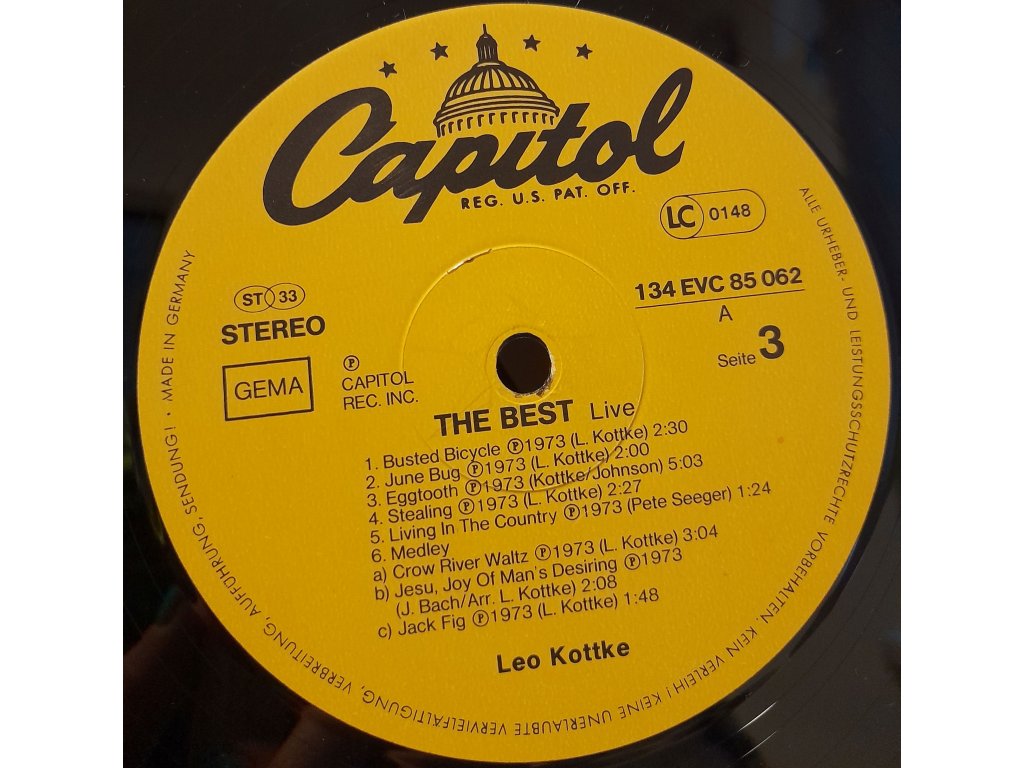 Capitol
REG. U.S. PAT. OFF.
LC 0148
ST 33
STEREO
GEMA
℗
CAPITOL
REC. INC.
134 EVC 85 062
A
Seite 3
THE BEST Live
1. Busted Bicycle ℗1973 (L. Kottke) 2:30
2. June Bug ℗1973 (L. Kottke) 2:00
3. Eggtooth ℗1973 (Kottke/Johnson) 5:03
4. Stealing ℗1973 (L. Kottke) 2:27
5. Living In The Country ℗1973 (Pete Seeger) 1:24
6. Medley
a) Crow River Waltz ℗1973 (L. Kottke) 3:04
b) Jesu, Joy Of Man's Desiring ℗1973
(J. Bach/Arr. L. Kottke) 2:08
c) Jack Fig ℗1973 (L. Kottke) 1:48
Leo Kottke
ALLE URHEBER- UND LEISTUNGSSCHUTZRECHTE VORBEHALTEN. KEIN VERLEIH! KEINE UNERLAUBTE VERVIELFÄLTIGUNG, VERBREITUNG, AUFFÜHRUNG, SENDUNG! · MADE IN GERMANY